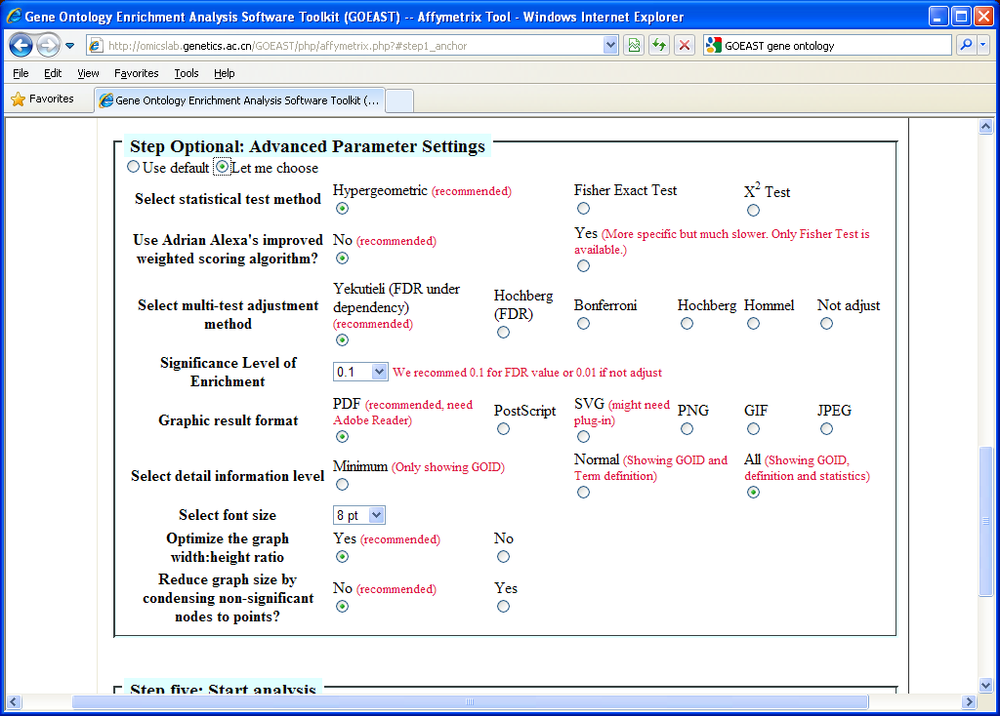 Gene Ontology Enrichment Analysis Software Toolkit (GOEAST) -- Affymetrix Tool - Windows Internet Explorer
http://omicslab.genetics.ac.cn/GOEAST/php/affymetrix.php?#step1_anchor
GOEAST gene ontology
File Edit View Favorites Tools Help
Favorites
Gene Ontology Enrichment Analysis Software Toolkit (...
Step Optional: Advanced Parameter Settings
Use default Let me choose
Select statistical test method
Hypergeometric (recommended)
Fisher Exact Test
X2 Test
Use Adrian Alexa's improved
weighted scoring algorithm?
No (recommended)
Yes (More specific but much slower. Only Fisher Test is
available.)
Select multi-test adjustment
method
Yekutieli (FDR under
dependency)
(recommended)
Hochberg
(FDR)
Bonferroni
Hochberg
Hommel
Not adjust
Significance Level of
Enrichment
0.1
We recommed 0.1 for FDR value or 0.01 if not adjust
Graphic result format
PDF (recommended, need
Adobe Reader)
PostScript
SVG (might need
plug-in)
PNG
GIF
JPEG
Select detail information level
Minimum (Only showing GOID)
Normal (Showing GOID and
Term definition)
All (Showing GOID,
definition and statistics)
Select font size
8 pt
Optimize the graph
width:height ratio
Yes (recommended)
No
Reduce graph size by
condensing non-significant
nodes to points?
No (recommended)
Yes
Step five: Start analysis